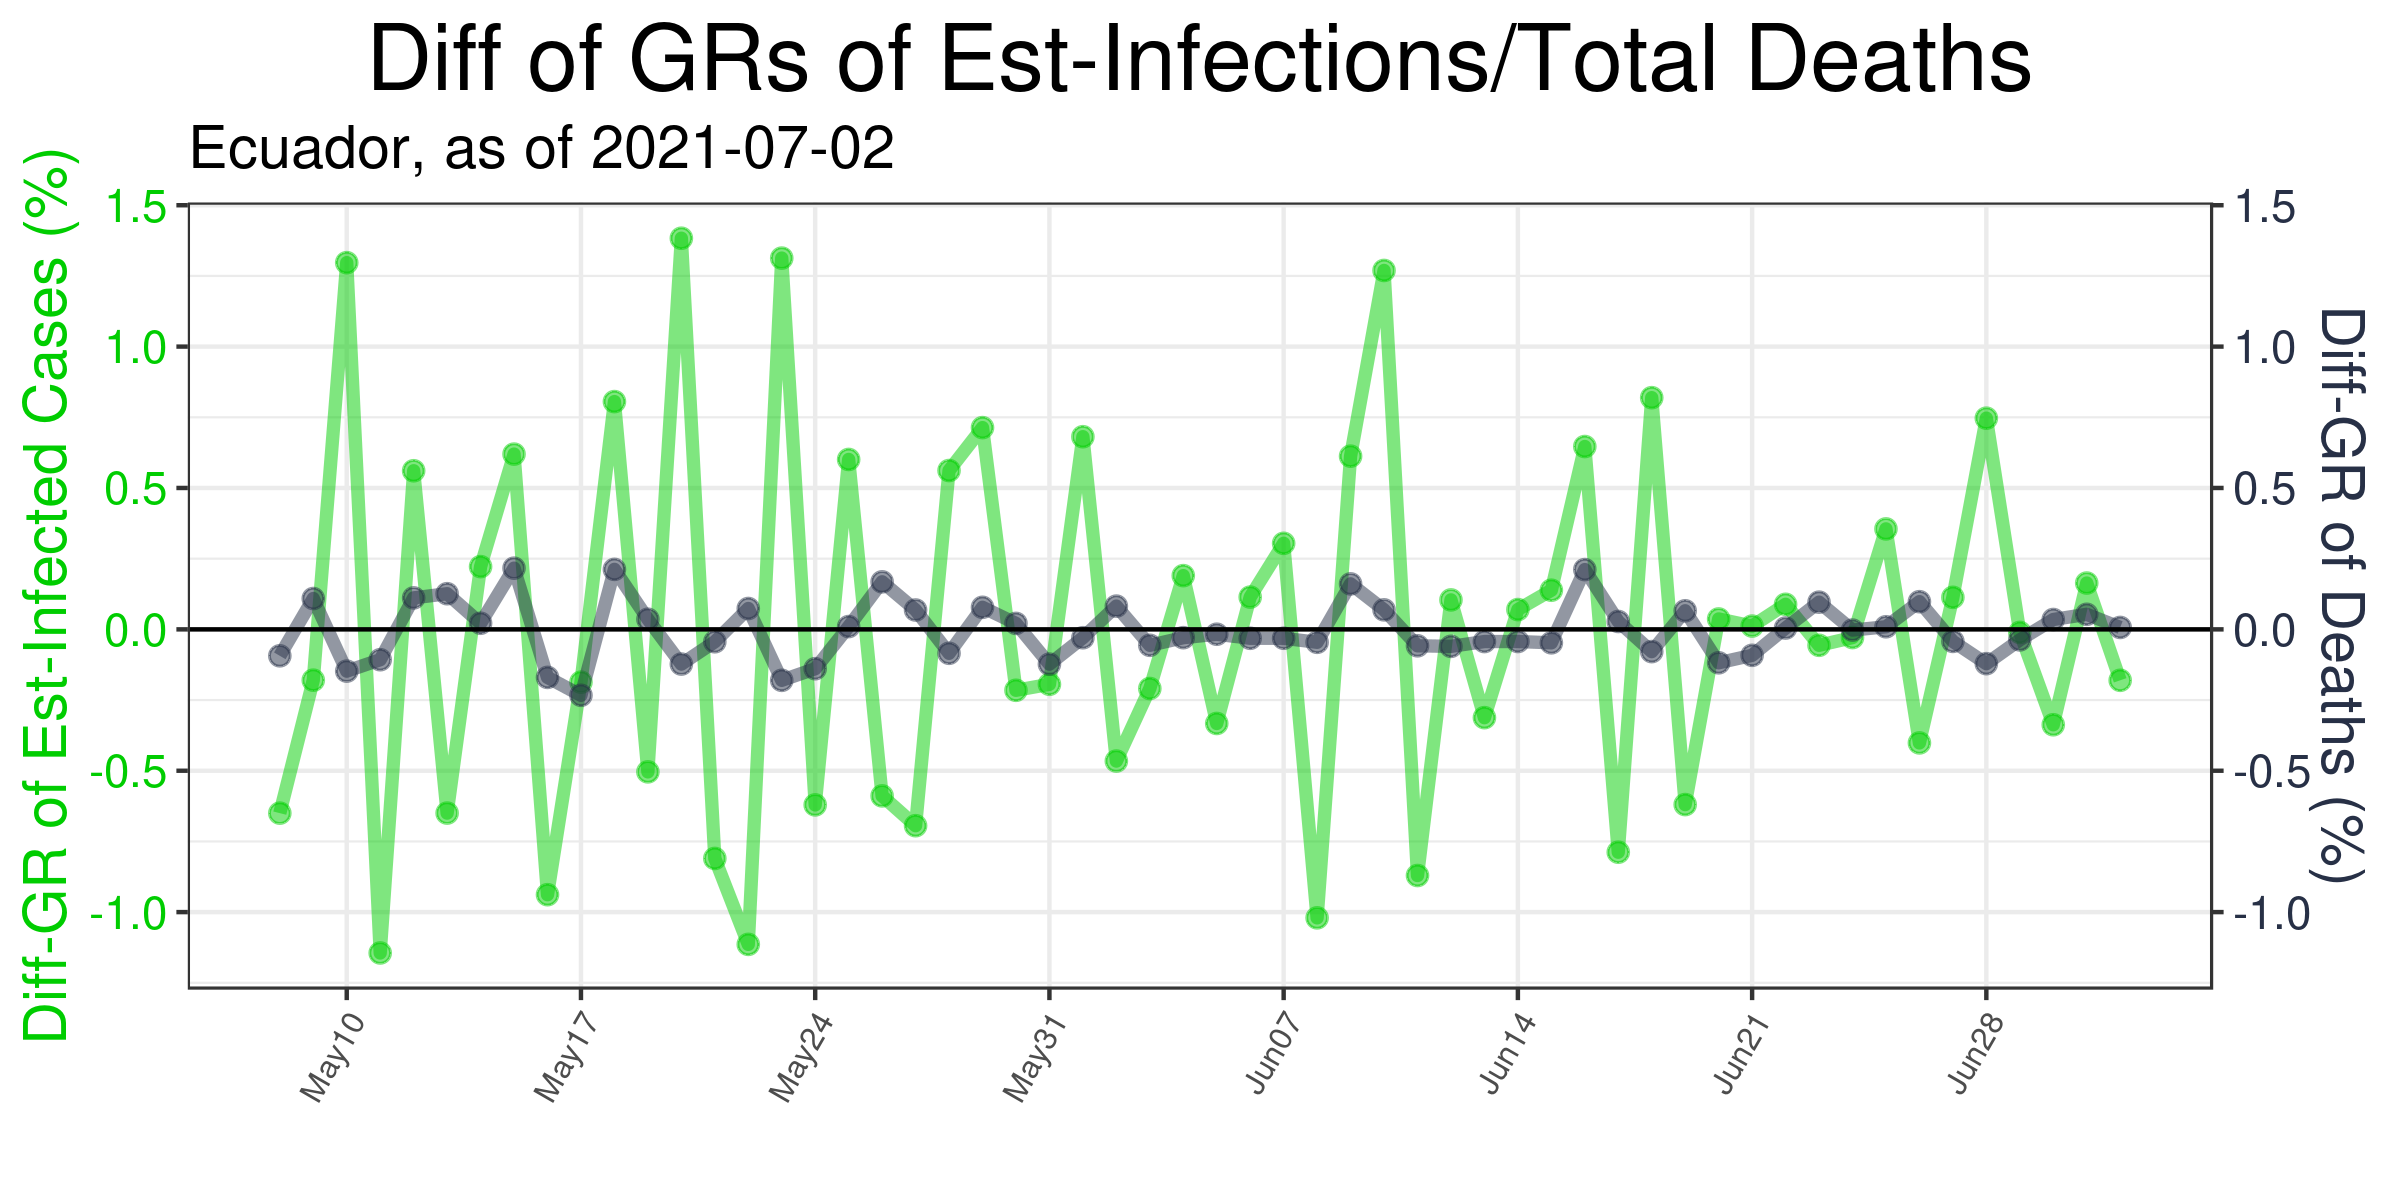 Diff of GRs of Est-Infections/Total Deaths
Ecuador, as of 2021-07-02
Diff-GR of Est-Infected Cases (%)
1.5
1.0
0.5
0.0
-0.5
-1.0
1.5
1.0
0.5
0.0
-0.5
-1.0
Diff-GR of Deaths (%)
May10
May17
May24
May31
Jun07
Jun14
Jun21
Jun28